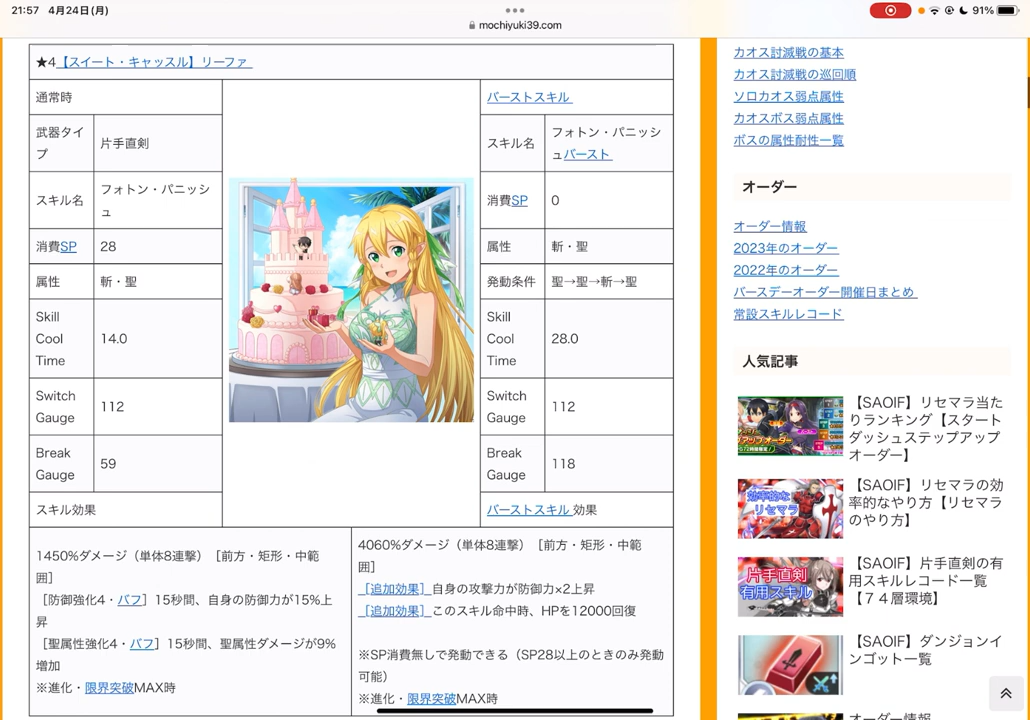 21:57 4月24日(月)
91%
mochiyuki39.com
★4【スイート・キャッスル】リーファ
通常時
武器タイ
プ
片手直剣
スキル名
フォトン・バニッシ
ュ
消費SP
28
属性
斬・聖
Skill
Cool
Time
14.0
Switch
Gauge
112
Break
Gauge
59
スキル効果
バーストスキル
スキル名
フォトン・バニッシ
ュバースト
消費SP
0
属性
斬・聖
発動条件
聖→聖→斬→聖
Skill
Cool
Time
28.0
Switch
Gauge
112
Break
Gauge
118
バーストスキル 効果
1450%ダメージ（単体8連撃）［前方・矩形・中範
囲］
［防御強化4・バフ］15秒間、自身の防御力が15%上
昇
［聖属性強化4・バフ］15秒間、聖属性ダメージが9%
増加
※進化・限界突破MAX時
4060%ダメージ（単体8連撃）［前方・矩形・中範
囲］
［追加効果］自身の攻撃力が防御力×2上昇
［追加効果］このスキル命中時、HPを12000回復
※SP消費無しで発動できる（SP28以上のときのみ発動
可能）
※進化・限界突破MAX時
カオス討滅戦の基本
カオス討滅戦の巡回順
ソロカオス弱点属性
カオスボス弱点属性
ボスの属性耐性一覧
オーダー
オーダー情報
2023年のオーダー
2022年のオーダー
バースデーオーダー開催日まとめ
常設スキルレコード
人気記事
【SAOIF】リセマラ当た
りランキング【スタート
ダッシュステップアップ
オーダー】
効率的な
リセマラ
【SAOIF】リセマラの効
率的なやり方【リセマラ
のやり方】
片手直剣
有用スキル
【SAOIF】片手直剣の有
用スキルレコード一覧
【７４層環境】
【SAOIF】ダンジョンイ
ンゴット一覧
オーダー情報